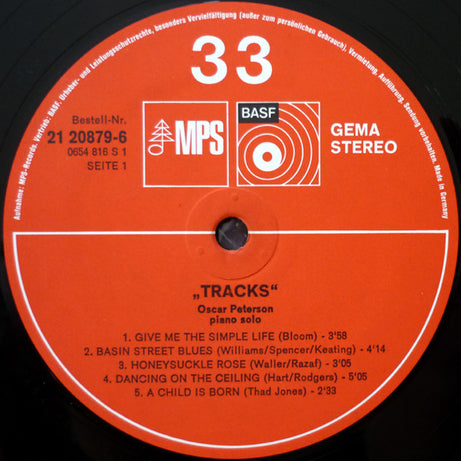 Aufnahme: MPS-Records. Vertrieb: BASF. Urheber- und Leistungsschutzrechte, besonders Vervielfältigung (außer zum persönlichen Gebrauch), Vermietung, Aufführung, Sendung vorbehalten. Made in Germany
33
Bestell-Nr.
21 20879-6
0654 816 S 1
SEITE 1
MPS
BASF
GEMA
STEREO
„TRACKS“
Oscar Peterson
piano solo
1. GIVE ME THE SIMPLE LIFE (Bloom) - 3'58
2. BASIN STREET BLUES (Williams/Spencer/Keating) - 4'14
3. HONEYSUCKLE ROSE (Waller/Razaf) - 3'05
4. DANCING ON THE CEILING (Hart/Rodgers) - 5'05
5. A CHILD IS BORN (Thad Jones) - 2'33